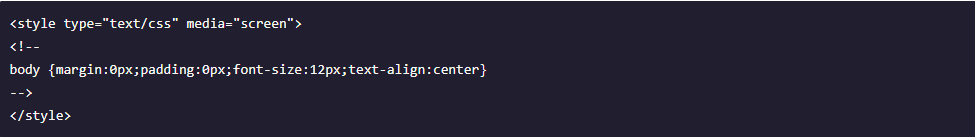 <style type="text/css" media="screen">
<!--
body {margin:0px;padding:0px;font-size:12px;text-align:center}
-->
</style>